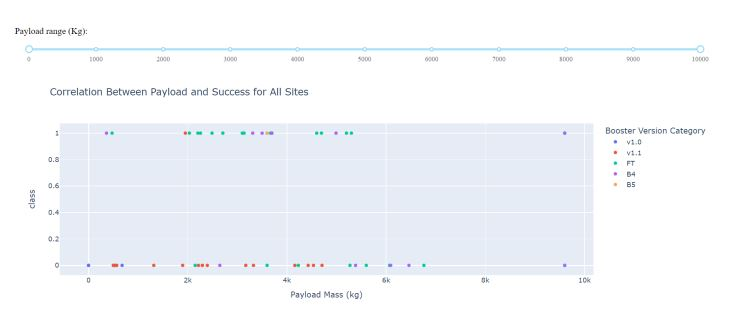 Payload range (Kg):
0 1000 2000 3000 4000 5000 6000 7000 8000 9000 10000
Correlation Between Payload and Success for All Sites
Booster Version Category
v1.0
v1.1
FT
B4
B5
class
1
0.8
0.6
0.4
0.2
0
0 2k 4k 6k 8k 10k
Payload Mass (kg)